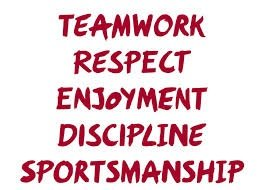 TEAMWORK
RESPECT
ENJOYMENT
DISCIPLINE
SPORTSMANSHIP